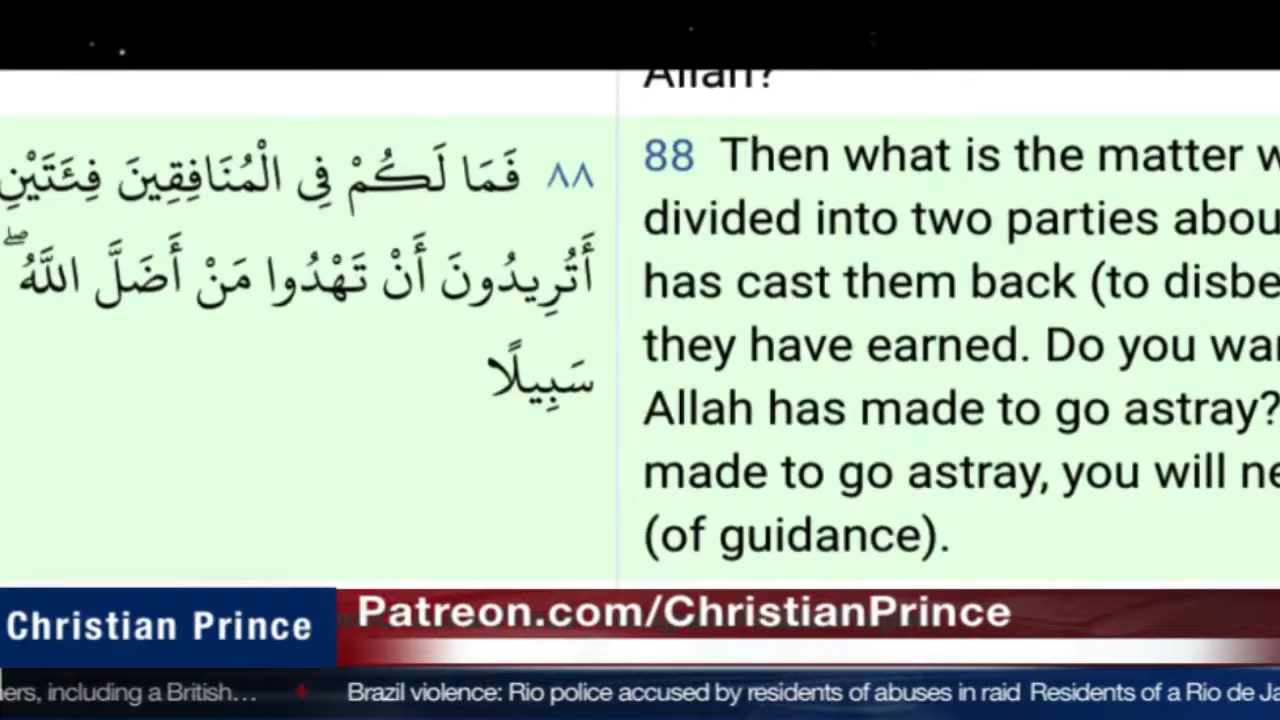 Allah?
٨٨ فَمَا لَكُمْ فِى الْمُنَافِقِينَ فِئَتَيْنِ
أَتُرِيدُونَ أَنْ تَهْدُوا مَنْ أَضَلَّ اللَّهُ ۖ
سَبِيلًا
88 Then what is the matter w
divided into two parties abou
has cast them back (to disbe
they have earned. Do you wa
Allah has made to go astray?
made to go astray, you will ne
(of guidance).
Christian Prince
Patreon.com/ChristianPrince
ers, including a British... Brazil violence: Rio police accused by residents of abuses in raid Residents of a Rio de Ja